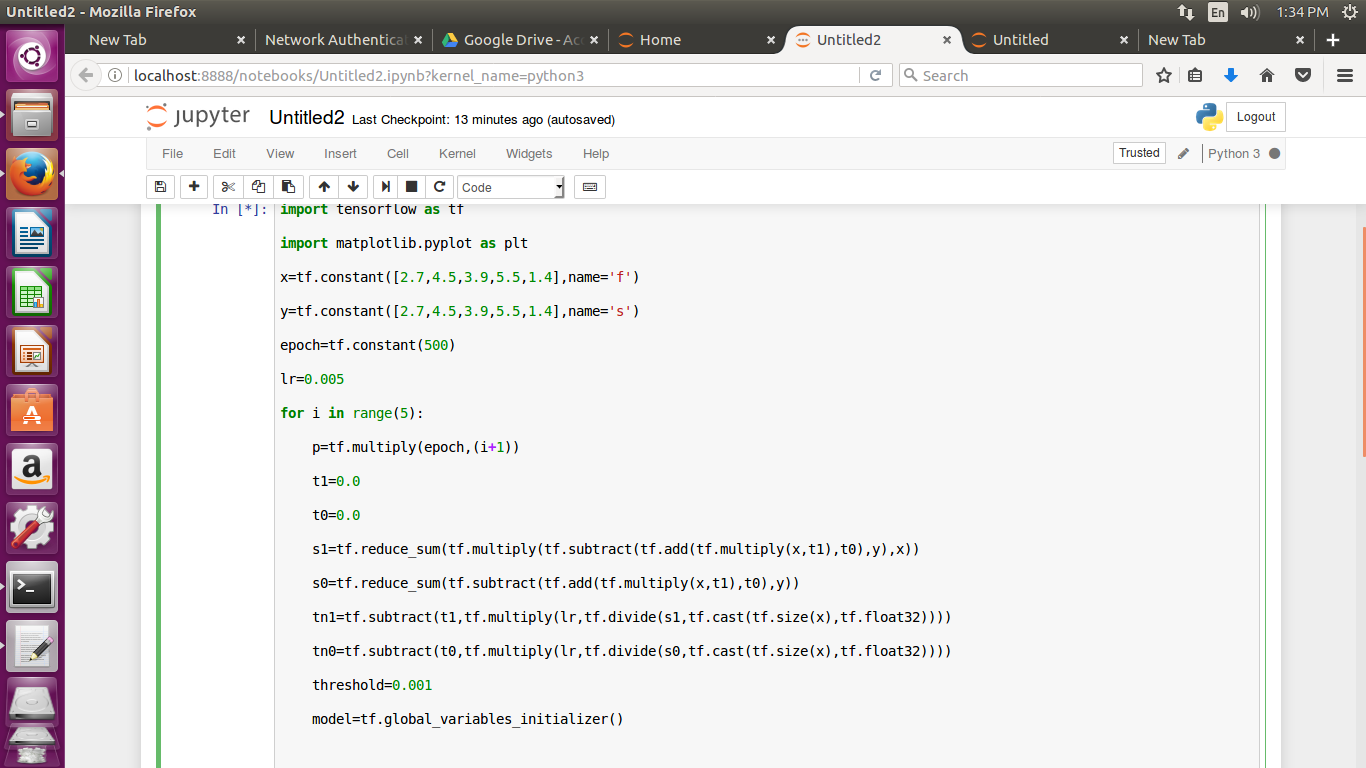 Untitled2 - Mozilla Firefox
En
1:34 PM
New Tab
Network Authentica
Google Drive - Acc
Home
Untitled2
Untitled
New Tab
localhost:8888/notebooks/Untitled2.ipynb?kernel_name=python3
Search
jupyter Untitled2 Last Checkpoint: 13 minutes ago (autosaved)
Logout
File Edit View Insert Cell Kernel Widgets Help
Trusted
Python 3
Code
In [*]: import tensorflow as tf
import matplotlib.pyplot as plt
x=tf.constant([2.7,4.5,3.9,5.5,1.4],name='f')
y=tf.constant([2.7,4.5,3.9,5.5,1.4],name='s')
epoch=tf.constant(500)
lr=0.005
for i in range(5):
p=tf.multiply(epoch,(i+1))
t1=0.0
t0=0.0
s1=tf.reduce_sum(tf.multiply(tf.subtract(tf.add(tf.multiply(x,t1),t0),y),x))
s0=tf.reduce_sum(tf.subtract(tf.add(tf.multiply(x,t1),t0),y))
tn1=tf.subtract(t1,tf.multiply(lr,tf.divide(s1,tf.cast(tf.size(x),tf.float32))))
tn0=tf.subtract(t0,tf.multiply(lr,tf.divide(s0,tf.cast(tf.size(x),tf.float32))))
threshold=0.001
model=tf.global_variables_initializer()